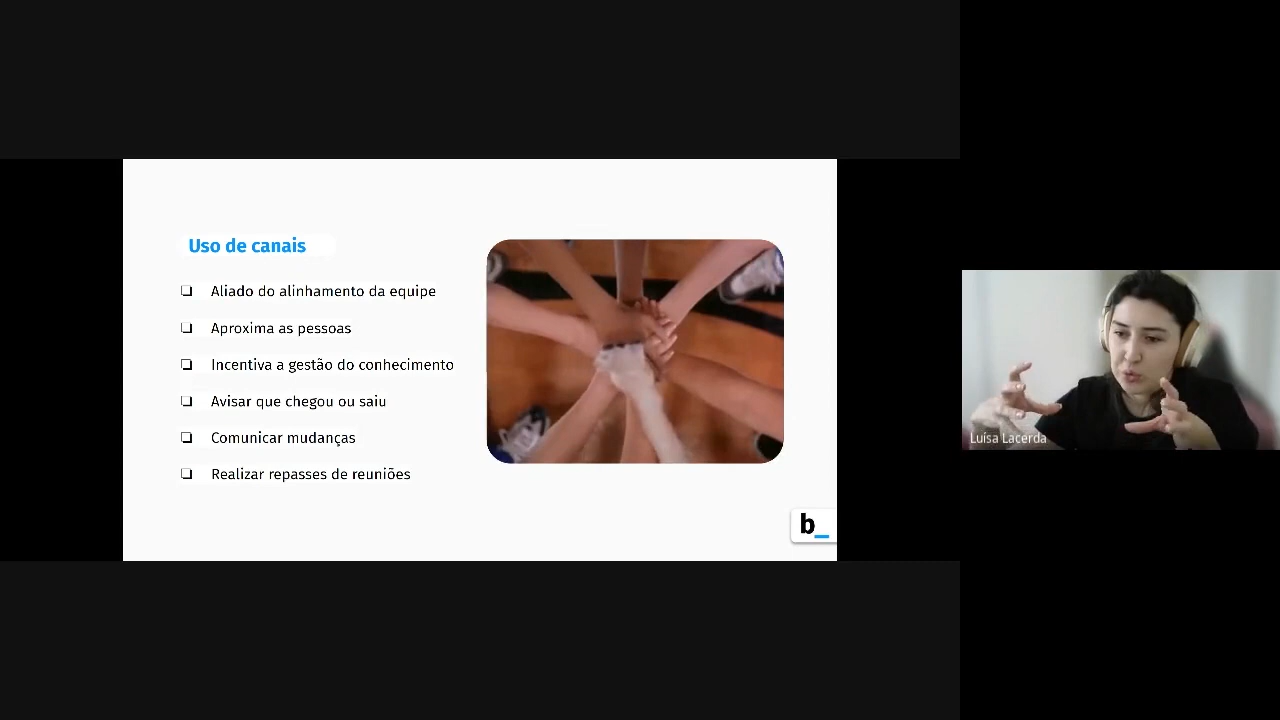 Uso de canais
❏ Aliado do alinhamento da equipe
❏ Aproxima as pessoas
❏ Incentiva a gestão do conhecimento
❏ Avisar que chegou ou saiu
❏ Comunicar mudanças
❏ Realizar repasses de reuniões
b_
Luísa Lacerda